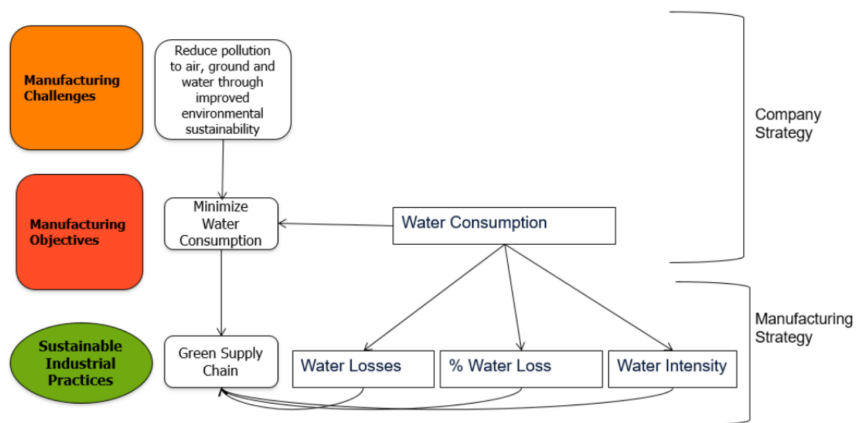 Manufacturing
Challenges
Reduce pollution
to air, ground and
water through
improved
environmental
sustainability
Company
Strategy
Manufacturing
Objectives
Minimize
Water
Consumption
Water Consumption
Sustainable
Industrial
Practices
Green Supply
Chain
Water Losses
% Water Loss
Water Intensity
Manufacturing
Strategy